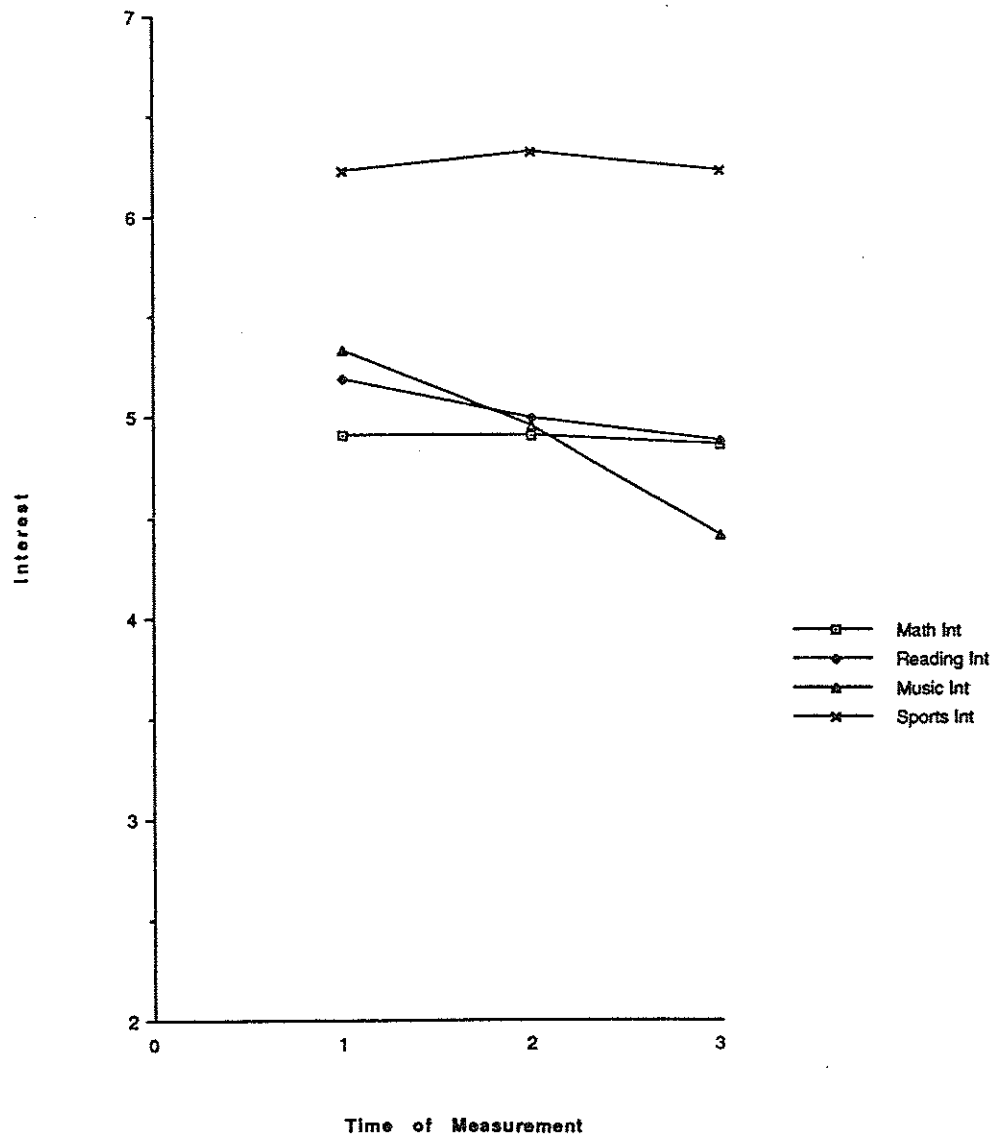 7
6
5
4
3
2
0 1 2 3
Interest
Time of Measurement
Math Int
Reading Int
Music Int
Sports Int